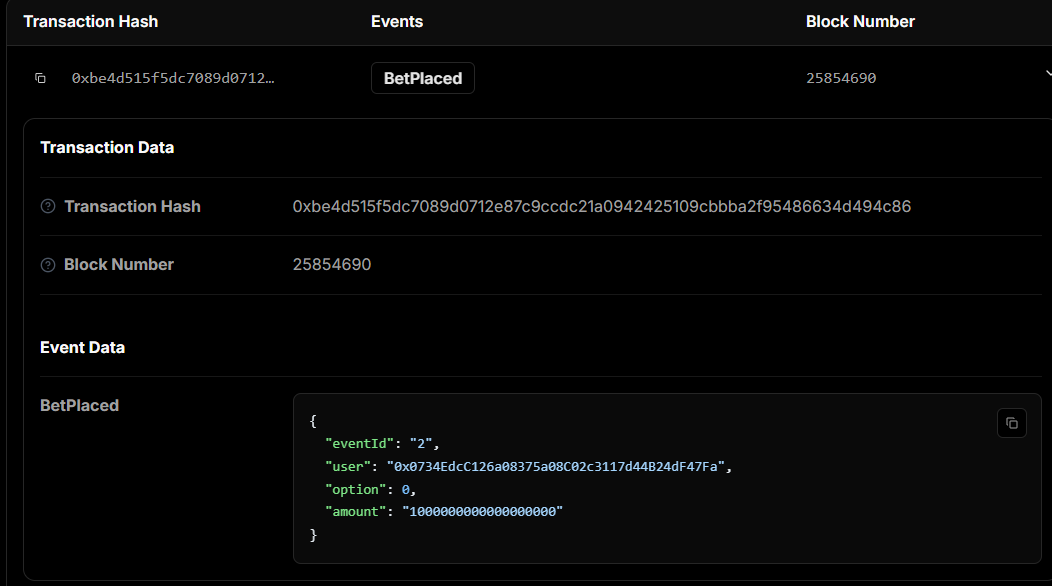 Transaction Hash Events Block Number
0xbe4d515f5dc7089d0712… BetPlaced 25854690
Transaction Data
Transaction Hash 0xbe4d515f5dc7089d0712e87c9ccdc21a0942425109cbbba2f95486634d494c86
Block Number 25854690
Event Data
BetPlaced
{
"eventId": "2",
"user": "0x0734EdcC126a08375a08C02c3117d44B24dF47Fa",
"option": 0,
"amount": "1000000000000000000"
}